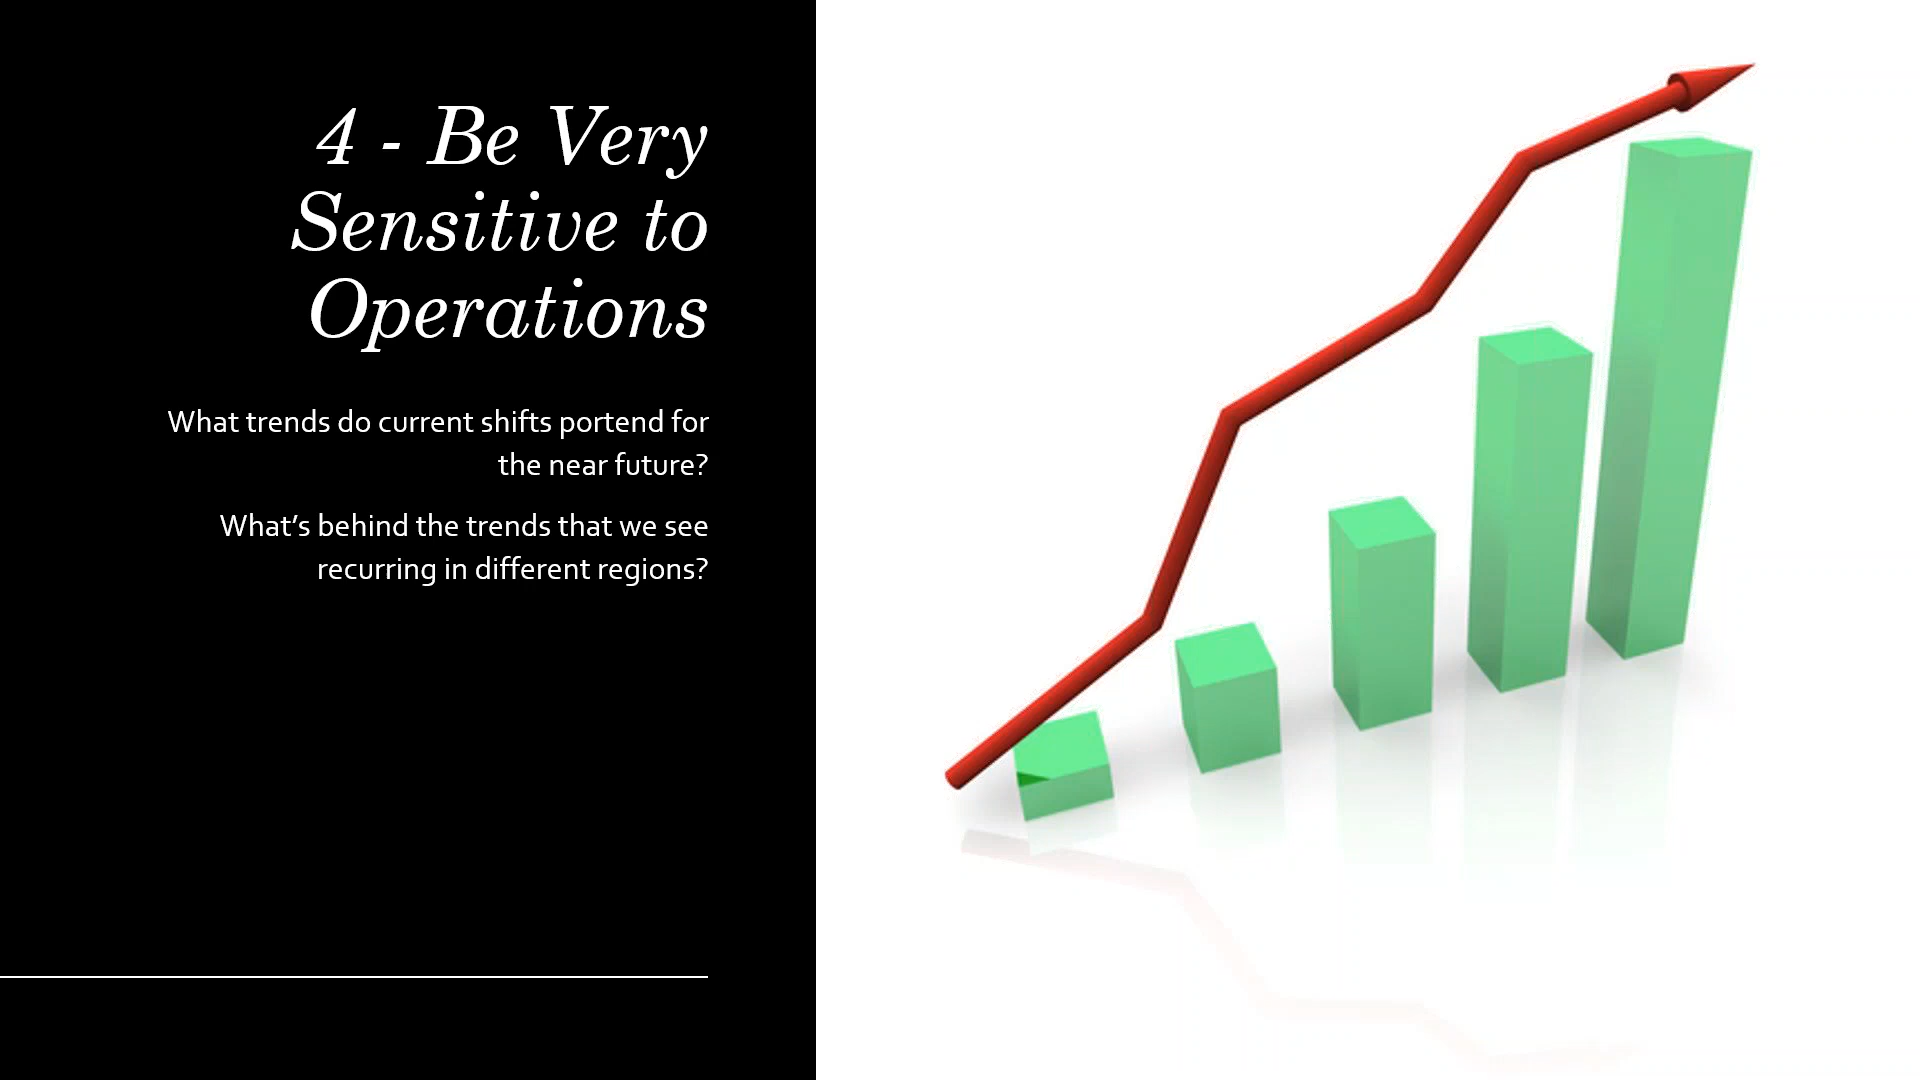 4 - Be Very
Sensitive to
Operations
What trends do current shifts portend for
the near future?
What’s behind the trends that we see
recurring in different regions?